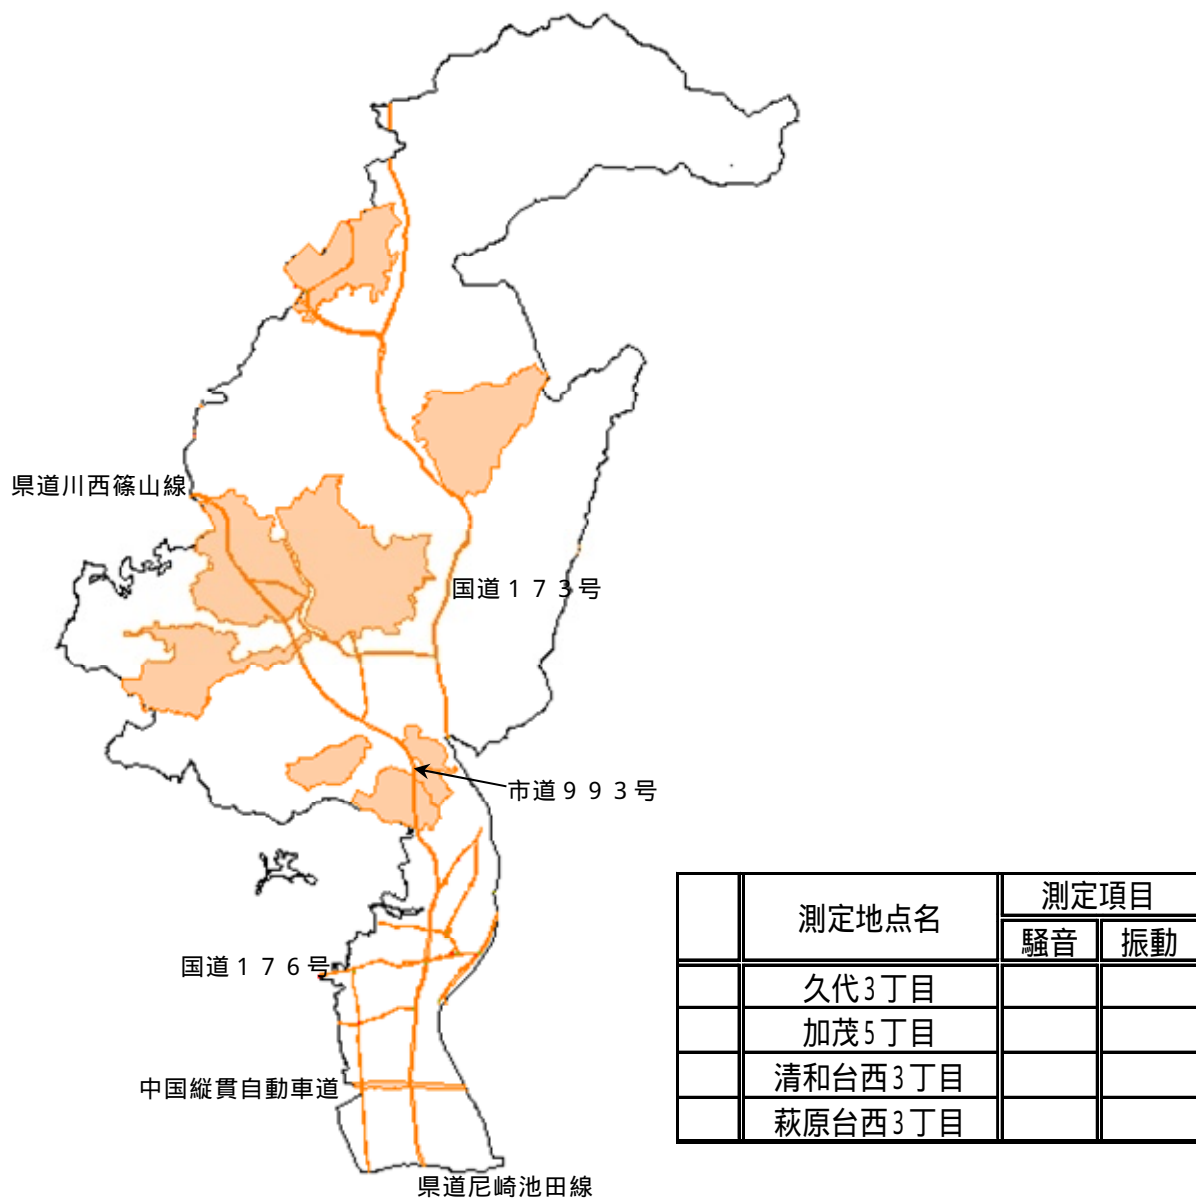 県道川西篠山線
国道１７３号
市道９９３号
国道１７６号
中国縦貫自動車道
県道尼崎池田線
測定地点名 測定項目
騒音 振動
久代3丁目
加茂5丁目
清和台西3丁目
萩原台西3丁目